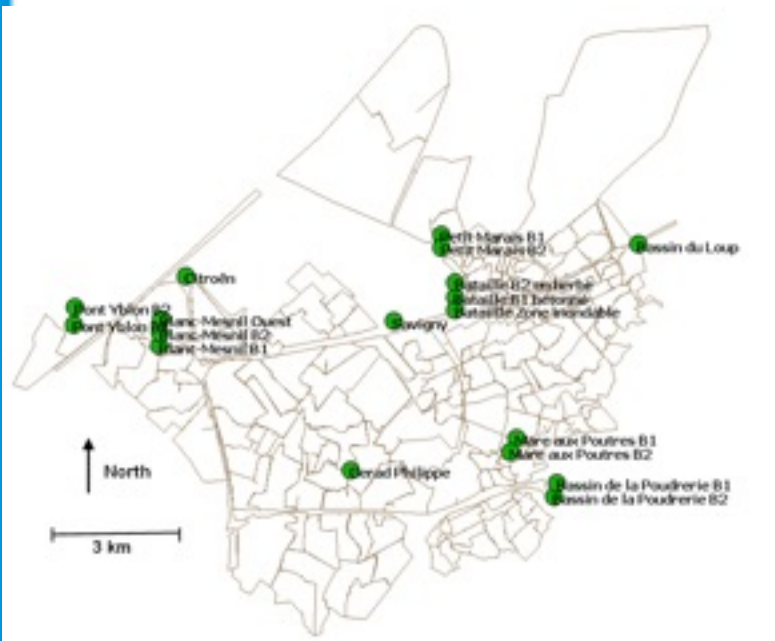 Petit Marais B1
Petit Marais B2
Bassin du Loup
Citroën
Bataille B2 enherbé
Bataille B1 bétonné
Bataille Zone inondable
Pont Yblon B2
Pont Yblon
Blanc-Mesnil Ouest
Blanc-Mesnil B2
Blanc-Mesnil B1
Savigny
Mare aux Poutres B1
Mare aux Poutres B2
North
Gerad Philippe
Bassin de la Poudrerie B1
Bassin de la Poudrerie B2
3 km